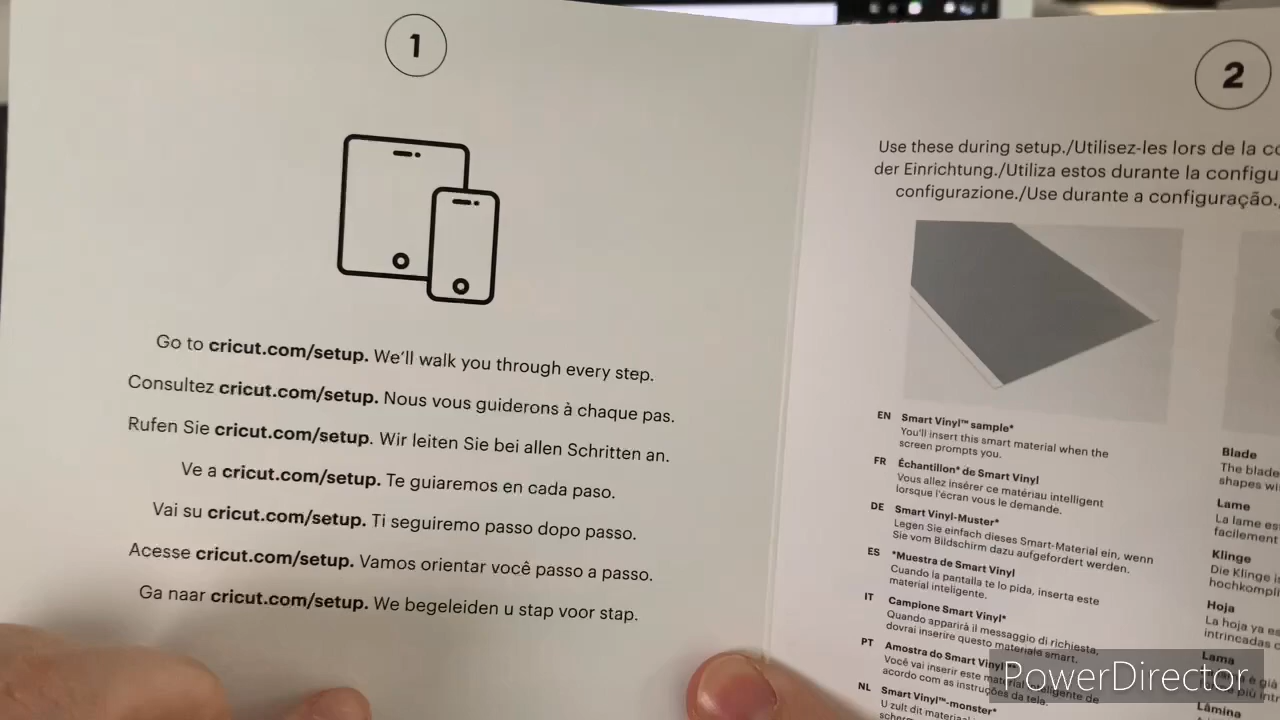 1
Go to cricut.com/setup. We'll walk you through every step.
Consultez cricut.com/setup. Nous vous guiderons à chaque pas.
Rufen Sie cricut.com/setup. Wir leiten Sie bei allen Schritten an.
Ve a cricut.com/setup. Te guiaremos en cada paso.
Vai su cricut.com/setup. Ti seguiremo passo dopo passo.
Acesse cricut.com/setup. Vamos orientar você passo a passo.
Ga naar cricut.com/setup. We begeleiden u stap voor stap.
2
Use these during setup./Utilisez-les lors de la
der Einrichtung./Utiliza estos durante la
configurazione./Use durante a configuração.
EN Smart Vinyl™ sample*
You'll insert this smart material when the
screen prompts you.
FR Échantillon* de Smart Vinyl
Vous allez insérer ce matériau intelligent
lorsque l'écran vous le demande.
DE Smart Vinyl-Muster*
Legen Sie einfach dieses Smart-Material ein, wenn
Sie vom Bildschirm dazu aufgefordert werden.
ES *Muestra de Smart Vinyl
Cuando la pantalla te lo pida, inserta este
material inteligente.
IT Campione Smart Vinyl*
Quando apparirà il messaggio di richiesta,
dovrai inserire questo materiale smart.
PT Amostra do Smart Vinyl
Você vai inserir este material inteligente de
acordo com as instruções da tela.
NL Smart Vinyl™-monster*
U zult dit materiaal
Blade
The blade
shapes
Lame
La lame
facilement
Klinge
Die Klinge
Hoja
La hoja ya
Lama
Lâmina
PowerDirector